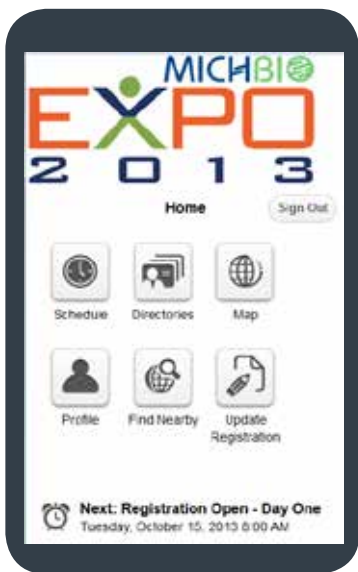 MICHBIO
EXPO
2013
Home
Sign Out
Schedule
Directories
Map
Profile
Find Nearby
Update
Registration
Next: Registration Open - Day One
Tuesday, October 15, 2013 8:00 AM